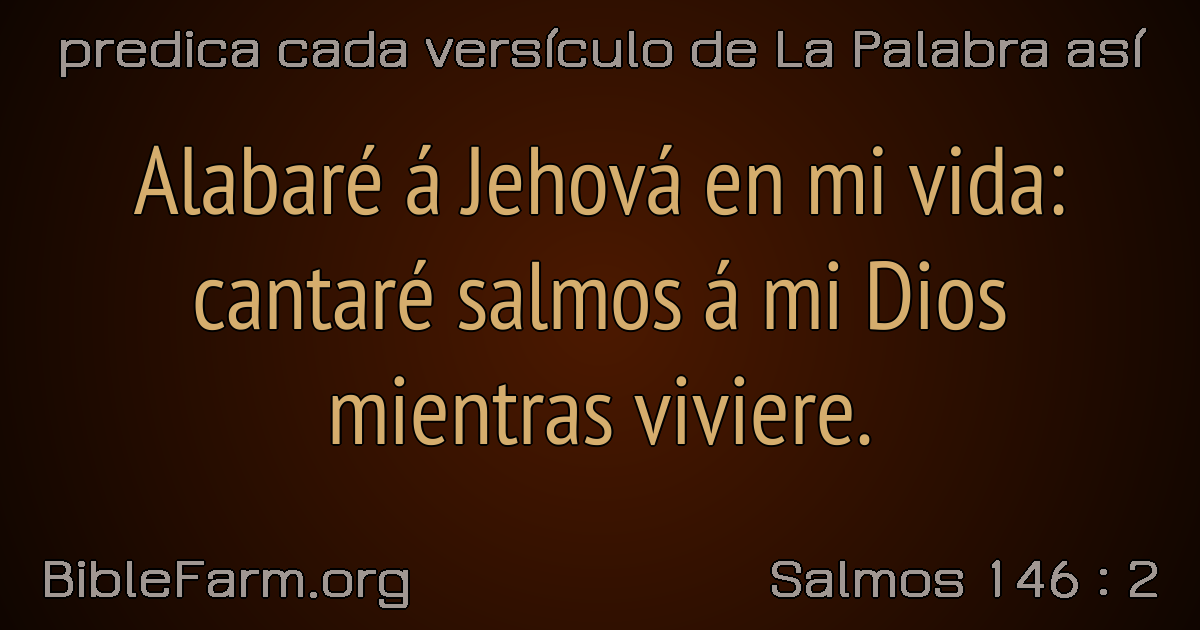 predica cada versículo de La Palabra así
Alabaré á Jehová en mi vida:
cantaré salmos á mi Dios
mientras viviere.
BibleFarm.org
Salmos 146 : 2